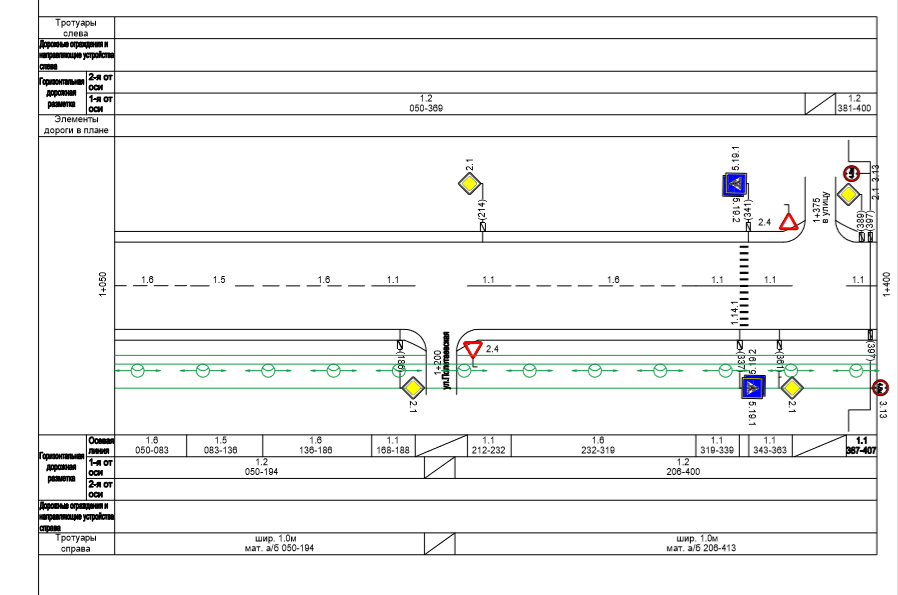 Тротуары
слева
Дорожные ограждения и
направляющие устройства
слева
Горизонтальная
дорожная
разметка
2-я от
оси
1-я от
оси
1.2
050-369
1.2
381-400
Элементы
дороги в плане
2.1
(214)
5.19.1
5.19.2
(341)
2.4
1+375
в улицу
3.13
2.1
(389)
(397)
1+050
1.6 1.5 1.6 1.1 1.1 1.6 1.1 1.1 1.1
1+400
1.14.1
(186)
2.1
1+200
2.4
(337)
5.19.2
5.19.1
(361)
2.1
(397)
3.13
Горизонтальная
дорожная
разметка
Осевая
линия
1.6
050-083
1.5
083-136
1.6
136-186
1.1
168-188
1.1
212-232
1.6
232-319
1.1
319-339
1.1
343-363
1.1
387-407
1-я от
оси
1.2
050-194
1.2
206-400
2-я от
оси
Дорожные ограждения и
направляющие устройства
справа
Тротуары
справа
шир. 1.0м
мат. а/б 050-194
шир. 1.0м
мат. а/б 206-413